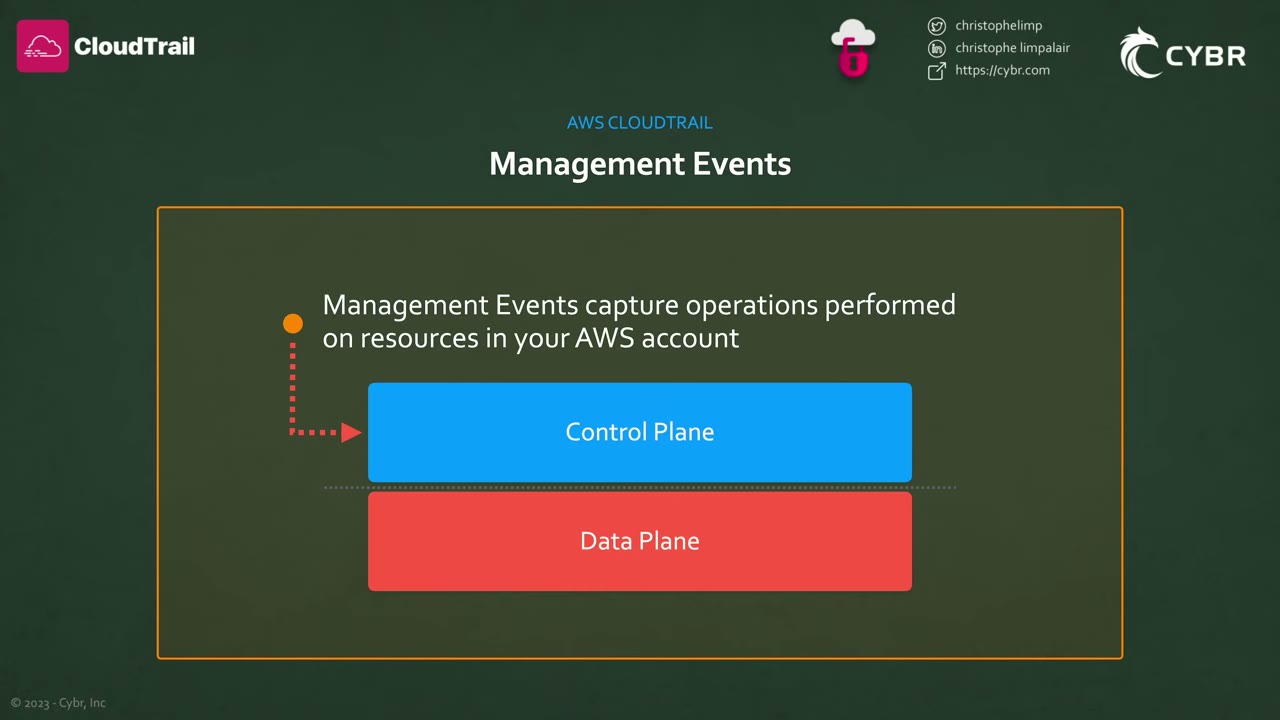 CloudTrail
christophelimp
christophe limpalair
https://cybr.com
CYBR
AWS CLOUDTRAIL
Management Events
Management Events capture operations performed
on resources in your AWS account
Control Plane
Data Plane
© 2023 - Cybr, Inc